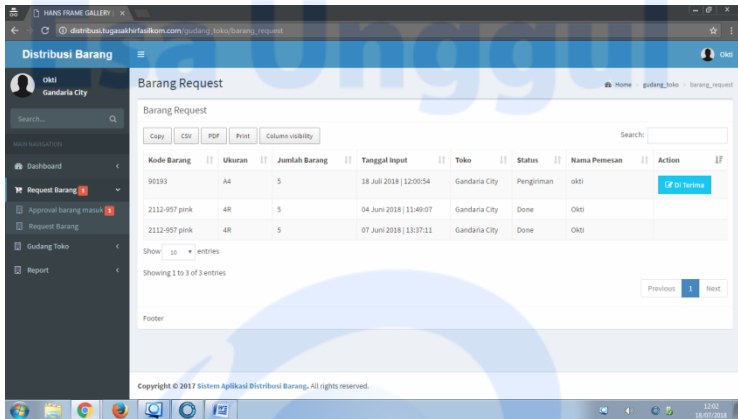 HANS FRAME GALLERY
distribusi.tugasakhirfasilkom.com/gudang_toko/barang_request
Distribusi Barang
Okti
Okti
Gandaria City
Barang Request
Home
gudang_toko
barang_request
Search...
MAIN NAVIGATION
Dashboard
Request Barang 1
Approval barang masuk 1
Request Barang
Gudang Toko
Report
Barang Request
Copy CSV PDF Print Column visibility
Search:
Kode Barang Ukuran Jumlah Barang Tanggal Input Toko Status Nama Pemesan Action
90193 A4 5 18 Juli 2018 | 12:00:54 Gandaria City Pengiriman okti Di Terima
2112-957 pink 4R 5 04 Juni 2018 | 11:49:07 Gandaria City Done Okti
2112-957 pink 4R 5 07 Juni 2018 | 13:37:11 Gandaria City Done Okti
Show 10 entries
Showing 1 to 3 of 3 entries
Previous 1 Next
Footer
Copyright © 2017 Sistem Aplikasi Distribusi Barang. All rights reserved.
12:02
18/07/2018
sa Unggul